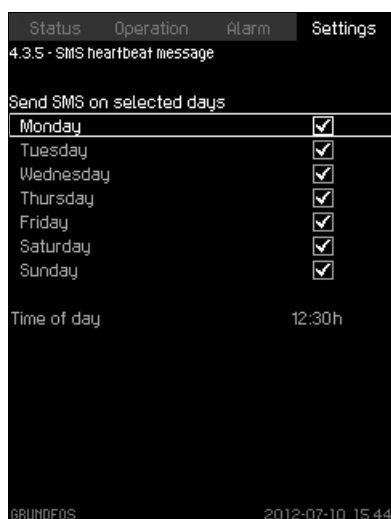 Status Operation Alarm Settings
4.3.5 - SMS heartbeat message
Send SMS on selected days
Monday
Tuesday
Wednesday
Thursday
Friday
Saturday
Sunday
Time of day 12:30h
GRUNDFOS 2012-07-10 15:44